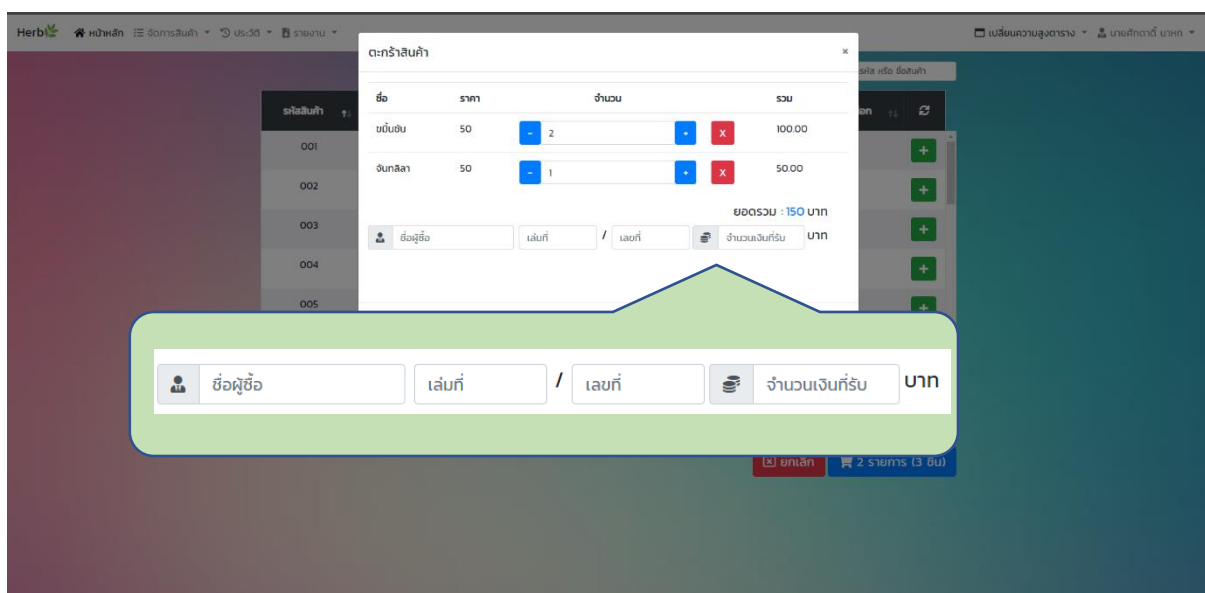 Herb หน้าหลัก จัดการสินค้า ประวัติ รายงาน เปลี่ยนความสูงตาราง นายศักดาดิ์ นาหก
ตะกร้าสินค้า ×
รหัส หรือ ชื่อสินค้า
รหัสสินค้า
ชื่อ ราคา จำนวน รวม
ขมิ้นชัน 50 - 2 + X 100.00
จันทลีลา 50 - 1 + X 50.00
ยอดรวม : 150 บาท
ชื่อผู้ซื้อ เล่มที่ / เลขที่ จำนวนเงินที่รับ บาท
001
002
003
004
005
ชื่อผู้ซื้อ เล่มที่ / เลขที่ จำนวนเงินที่รับ บาท
ยกเลิก 2 รายการ (3 ชิ้น)